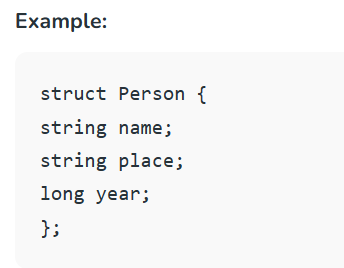 Example:
struct Person {
string name;
string place;
long year;
};